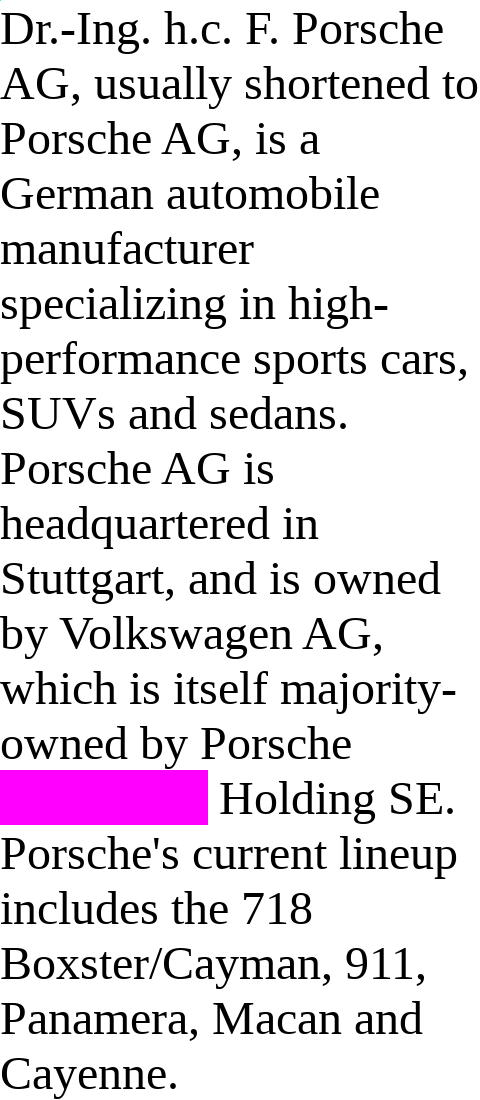 Dr.-Ing. h.c. F. Porsche
AG, usually shortened to
Porsche AG, is a
German automobile
manufacturer
specializing in high-
performance sports cars,
SUVs and sedans.
Porsche AG is
headquartered in
Stuttgart, and is owned
by Volkswagen AG,
which is itself majority-
owned by Porsche
Holding SE.
Porsche's current lineup
includes the 718
Boxster/Cayman, 911,
Panamera, Macan and
Cayenne.